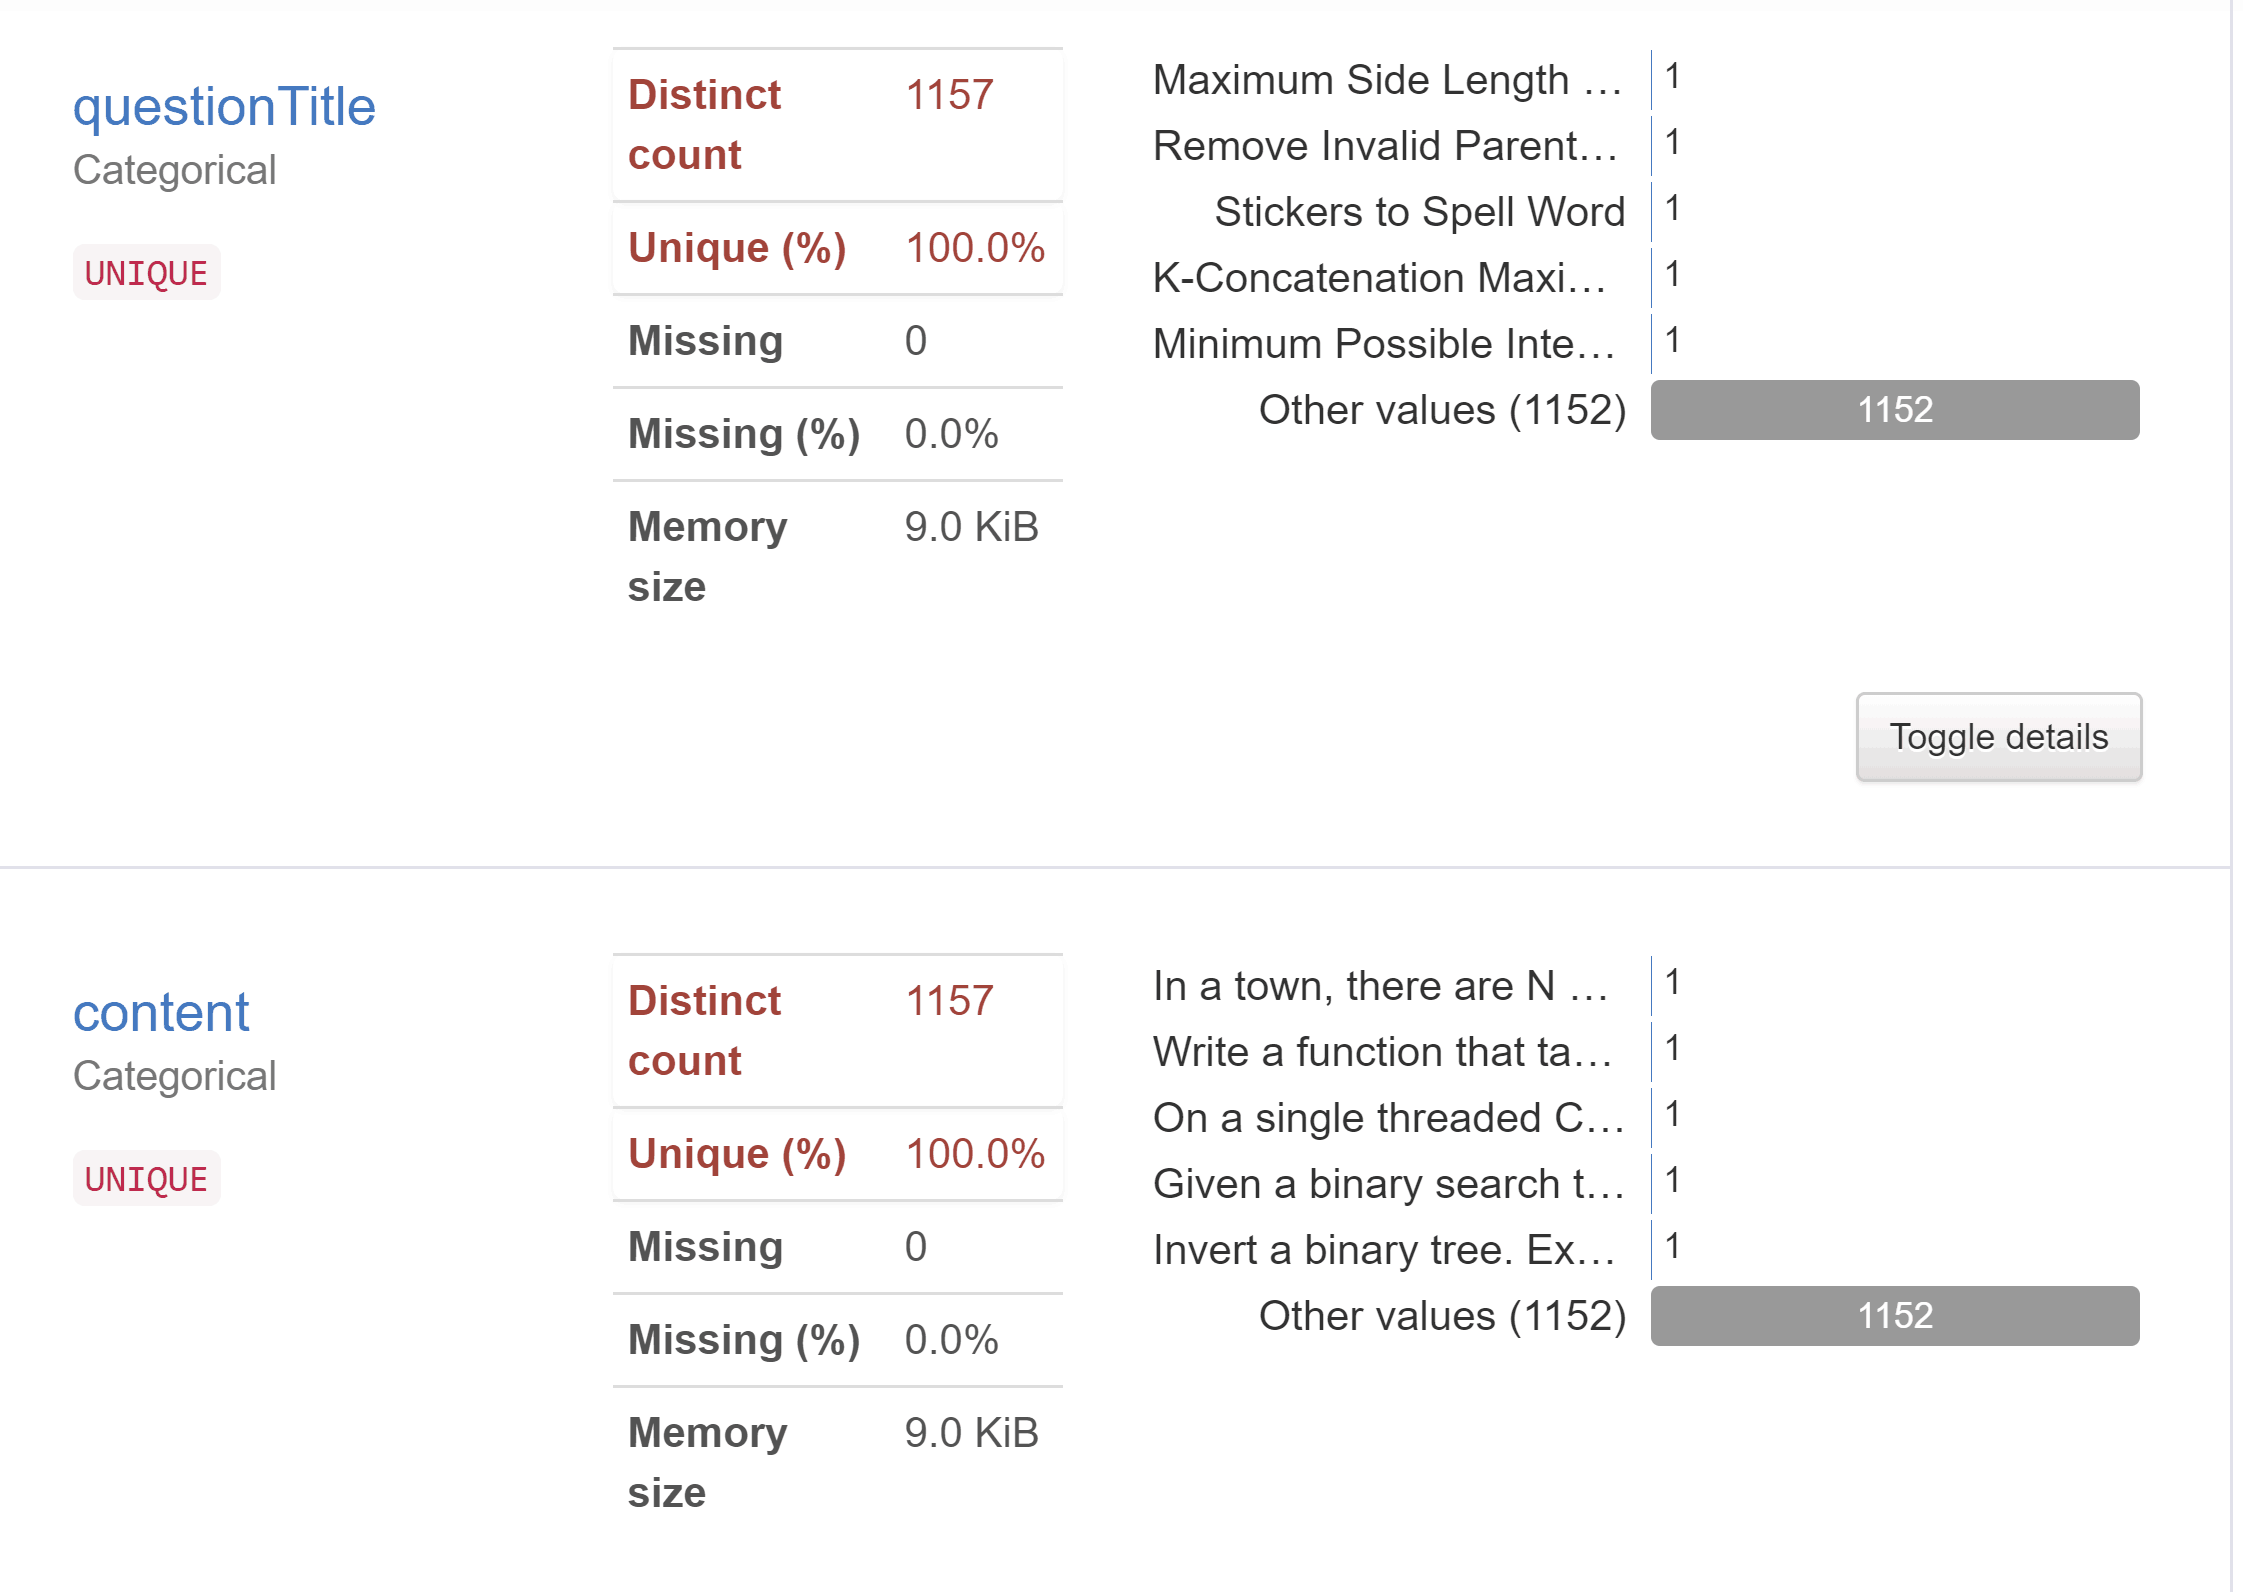 questionTitle
Categorical
UNIQUE
Distinct count 1157
Unique (%) 100.0%
Missing 0
Missing (%) 0.0%
Memory size 9.0 KiB
Maximum Side Length … 1
Remove Invalid Parent… 1
Stickers to Spell Word 1
K-Concatenation Maxi… 1
Minimum Possible Inte… 1
Other values (1152) 1152
Toggle details
content
Categorical
UNIQUE
Distinct count 1157
Unique (%) 100.0%
Missing 0
Missing (%) 0.0%
Memory size 9.0 KiB
In a town, there are N … 1
Write a function that ta… 1
On a single threaded C… 1
Given a binary search t… 1
Invert a binary tree. Ex… 1
Other values (1152) 1152